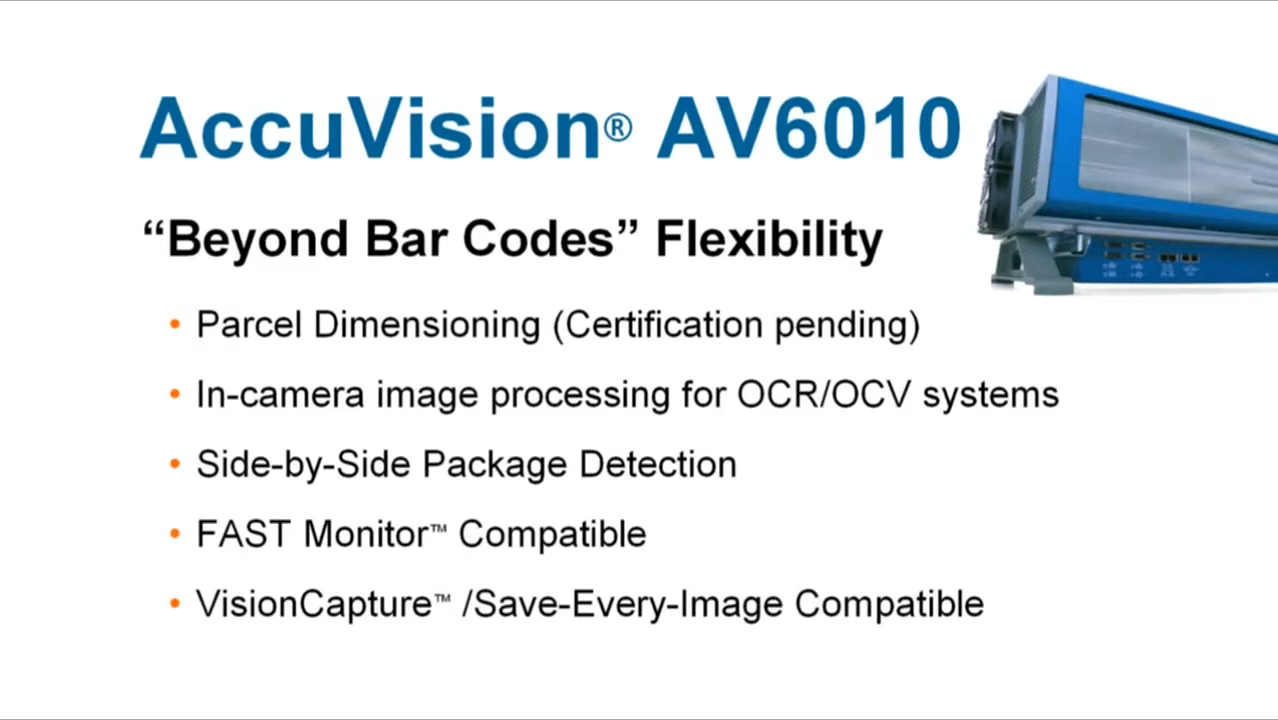 AccuVision® AV6010
“Beyond Bar Codes” Flexibility
• Parcel Dimensioning (Certification pending)
• In-camera image processing for OCR/OCV systems
• Side-by-Side Package Detection
• FAST Monitor™ Compatible
• VisionCapture™ /Save-Every-Image Compatible